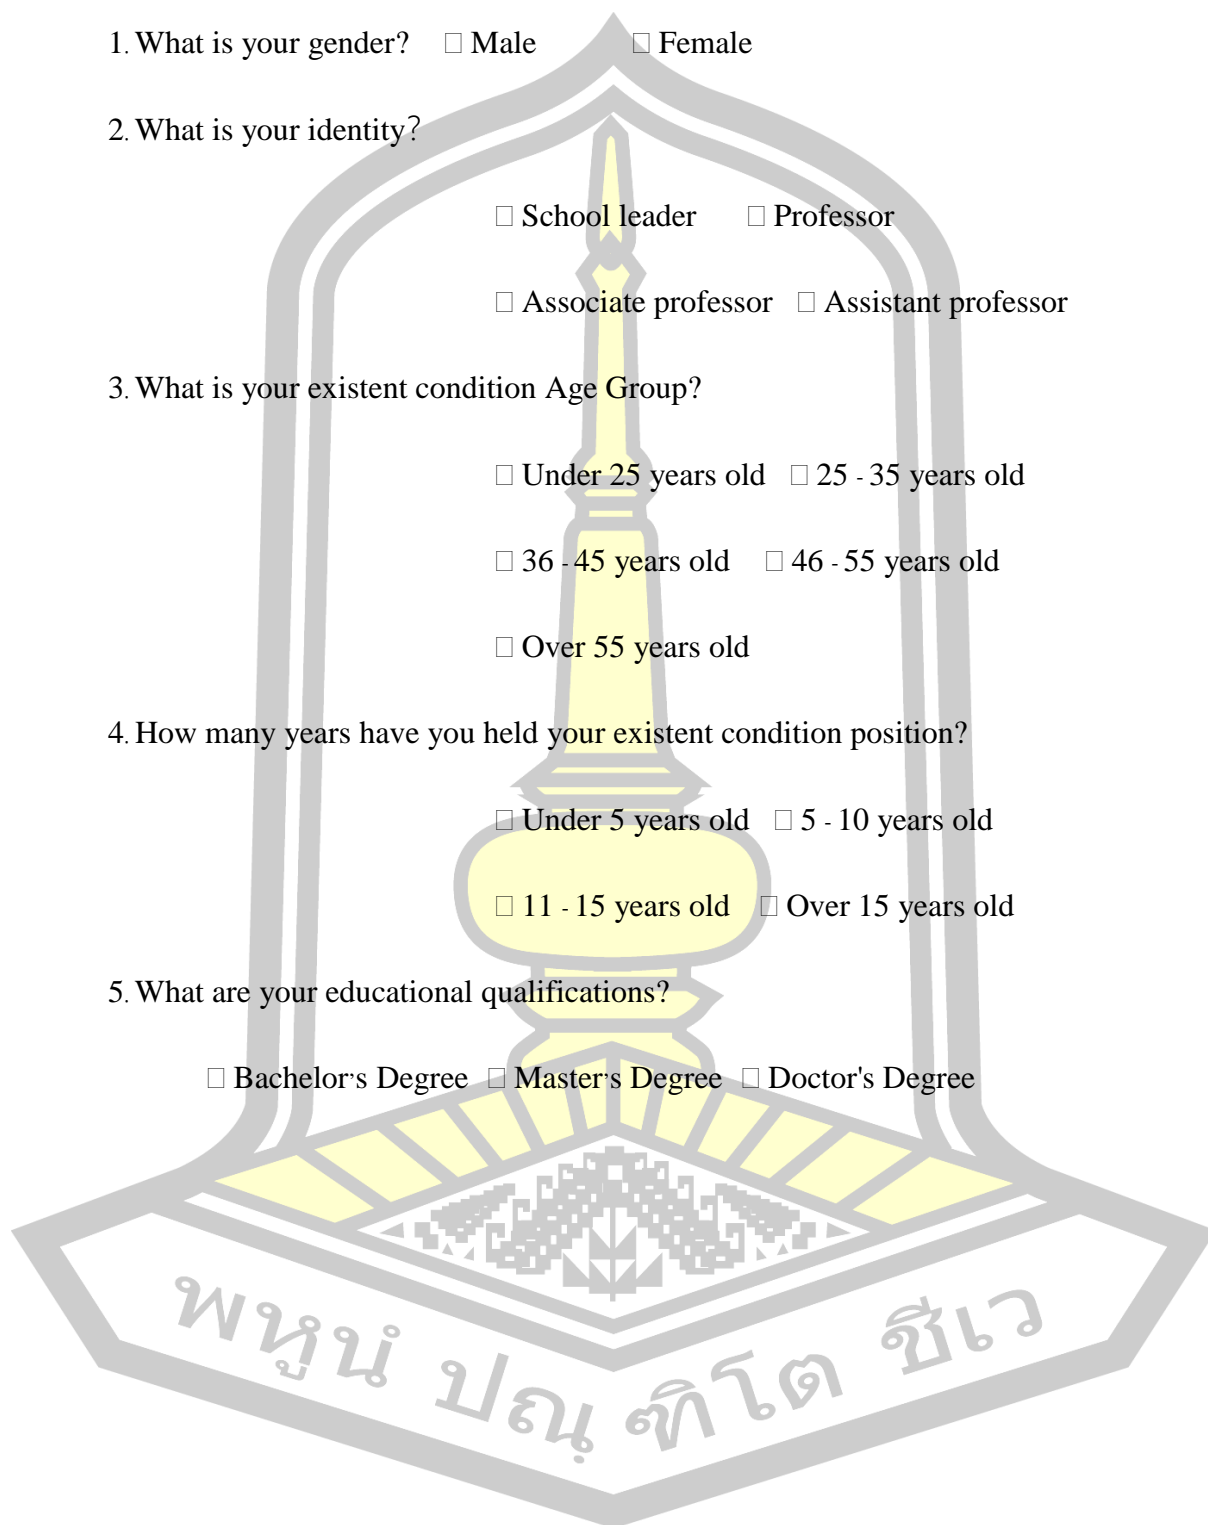 1. What is your gender? □ Male □ Female
2. What is your identity?
□ School leader □ Professor
□ Associate professor □ Assistant professor
3. What is your existent condition Age Group?
□ Under 25 years old □ 25 - 35 years old
□ 36 - 45 years old □ 46 - 55 years old
□ Over 55 years old
4. How many years have you held your existent condition position?
□ Under 5 years old □ 5 - 10 years old
□ 11 - 15 years old □ Over 15 years old
5. What are your educational qualifications?
□ Bachelor's Degree □ Master's Degree □ Doctor's Degree
พหูนํ ปณฺ ฑิโต ชีเว